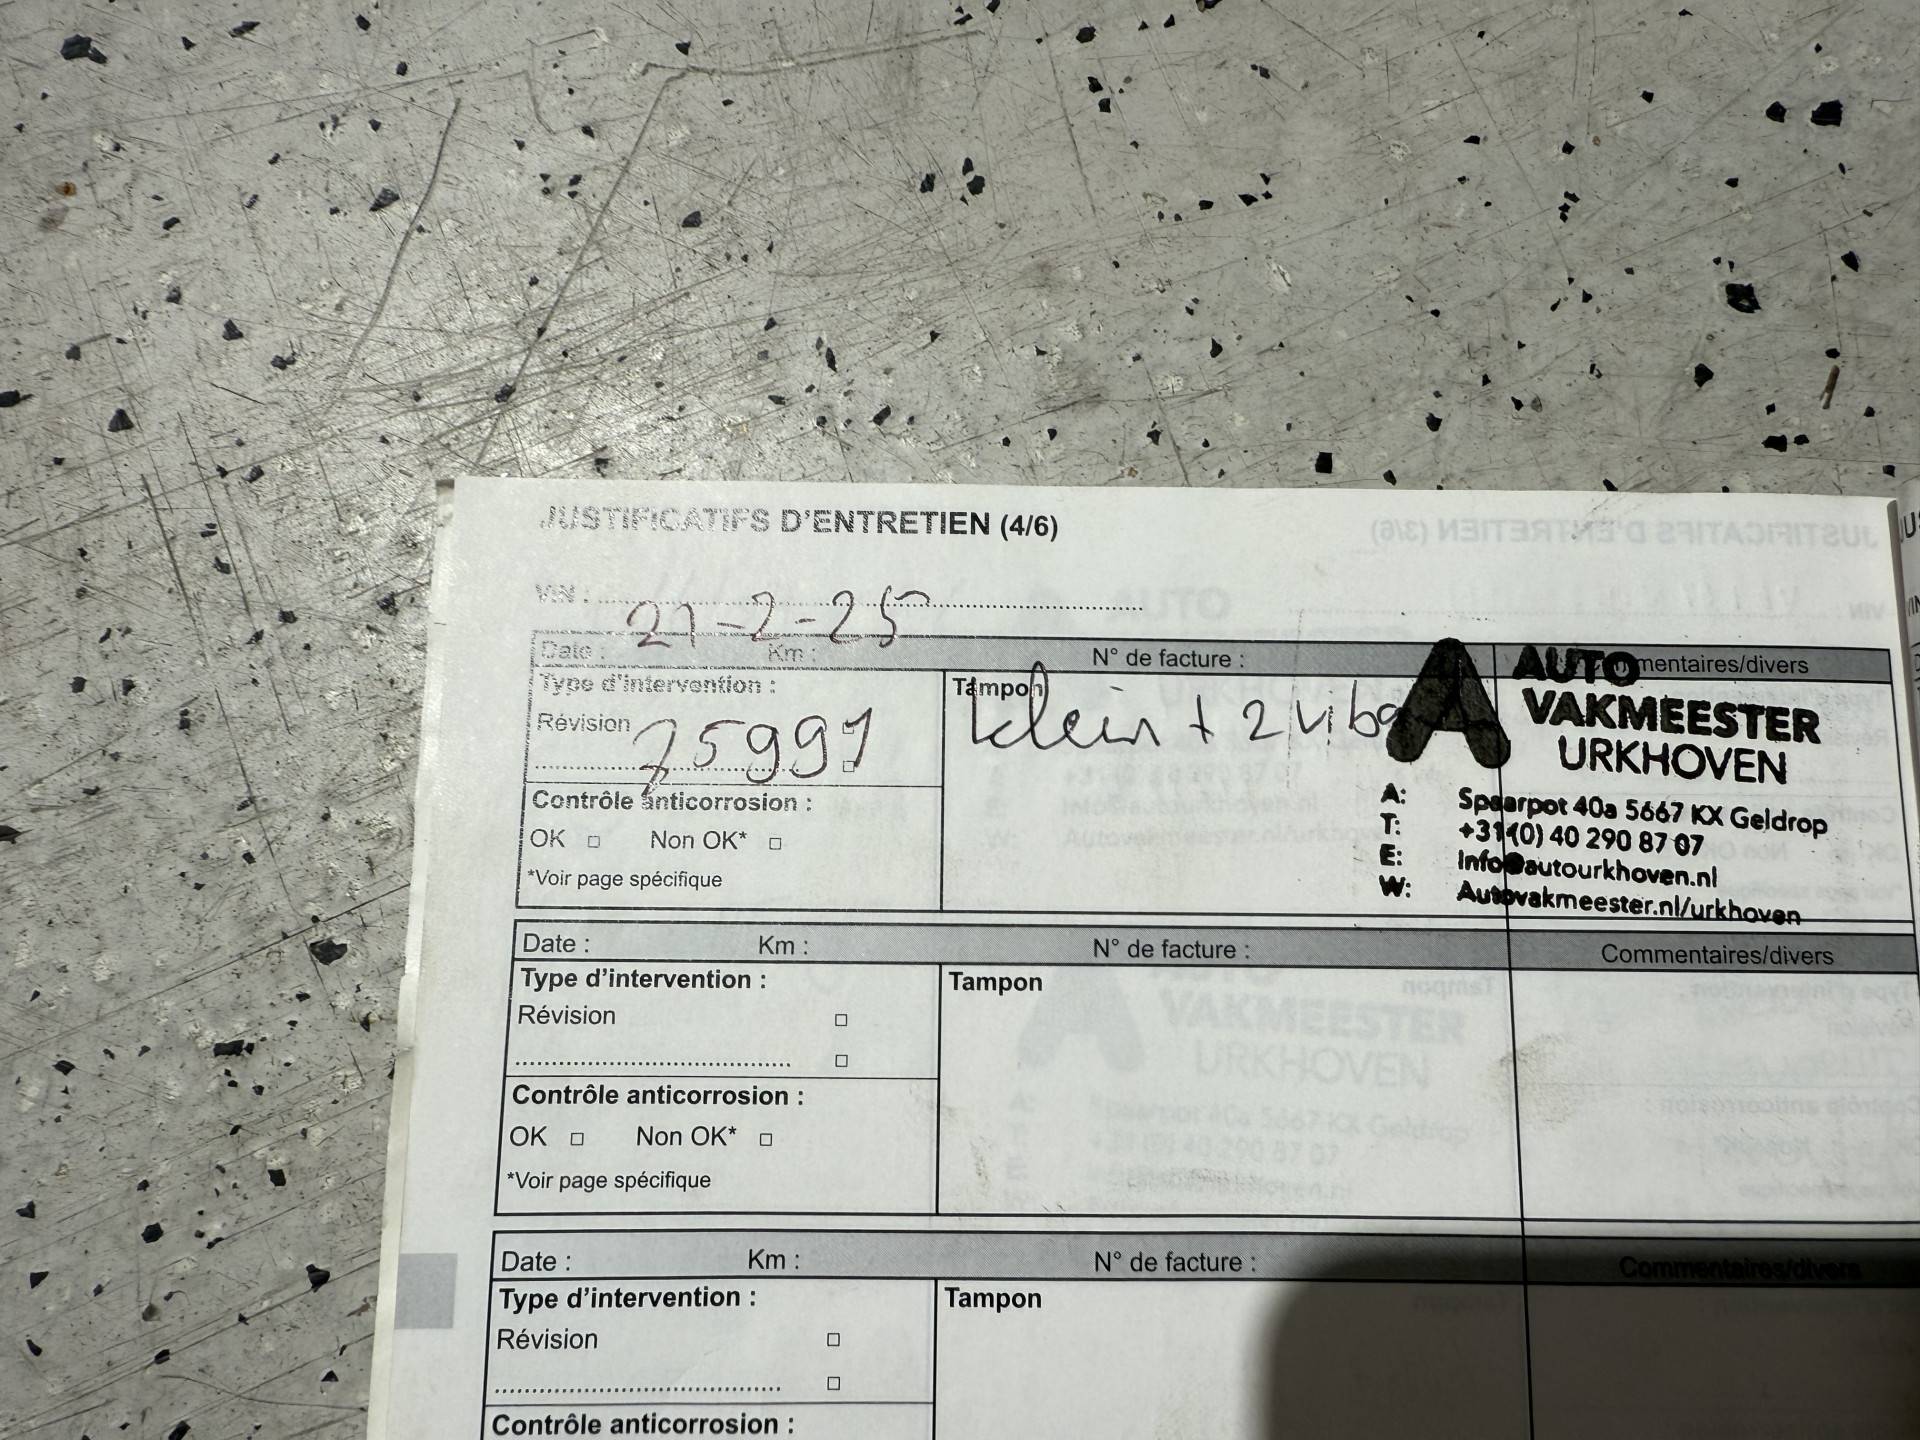 JUSTIFICATIFS D'ENTRETIEN (4/6)
VIN :
21-2-25
Date : Km : N° de facture : mmentaires/divers
Type d'intervention :
Révision
75991
Contrôle anticorrosion :
OK □ Non OK* □
*Voir page spécifique
Tampon
klein +
AUTO
VAKMEESTER
URKHOVEN
A: Spaarpot 40a 5667 KX Geldrop
T: +31 (0) 40 290 87 07
E: Info@autourkhoven.nl
W: Autovakmeester.nl/urkhoven
Date : Km : N° de facture : Commentaires/divers
Type d'intervention :
Révision □
........................................ □
Contrôle anticorrosion :
OK □ Non OK* □
*Voir page spécifique
Tampon
Date : Km : N° de facture : Commentaires/divers
Type d'intervention :
Révision □
........................................ □
Contrôle anticorrosion :
Tampon